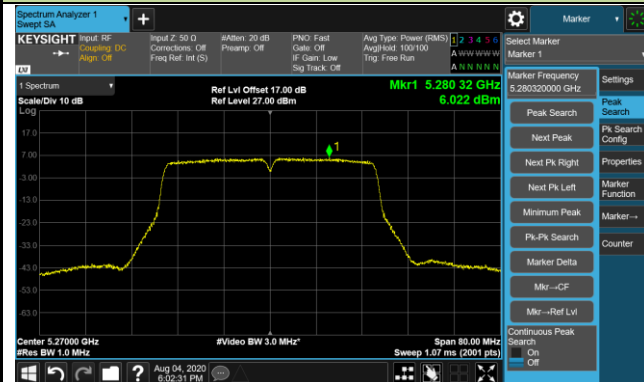 Spectrum Analyzer 1
Swept SA
+
Marker
KEYSIGHT
Input: RF
Coupling: DC
Align: Off
Input Z: 50 Ω
Corrections: Off
Freq Ref: Int (S)
#Atten: 20 dB
Preamp: Off
PNO: Fast
Gate: Off
IF Gain: Low
Sig Track: Off
Avg Type: Power (RMS)
Avg|Hold: 100/100
Trig: Free Run
1 2 3 4 5 6
A W W W W W
A N N N N N
LXI
Select Marker
Marker 1
1 Spectrum
Scale/Div 10 dB
Log
Ref Lvl Offset 17.00 dB
Ref Level 27.00 dBm
Mkr1 5.280 32 GHz
6.022 dBm
17.0
7.00
-3.00
-13.0
-23.0
-33.0
-43.0
-53.0
-63.0
1
Center 5.27000 GHz
#Res BW 1.0 MHz
#Video BW 3.0 MHz*
Span 80.00 MHz
Sweep 1.07 ms (2001 pts)
Marker Frequency
5.280320000 GHz
Peak Search
Next Peak
Next Pk Right
Next Pk Left
Minimum Peak
Pk-Pk Search
Marker Delta
Mkr→CF
Mkr→Ref Lvl
Continuous Peak
Search
On
Off
Settings
Peak
Search
Pk Search
Config
Properties
Marker
Function
Marker→
Counter
?
Aug 04, 2020
6:02:31 PM